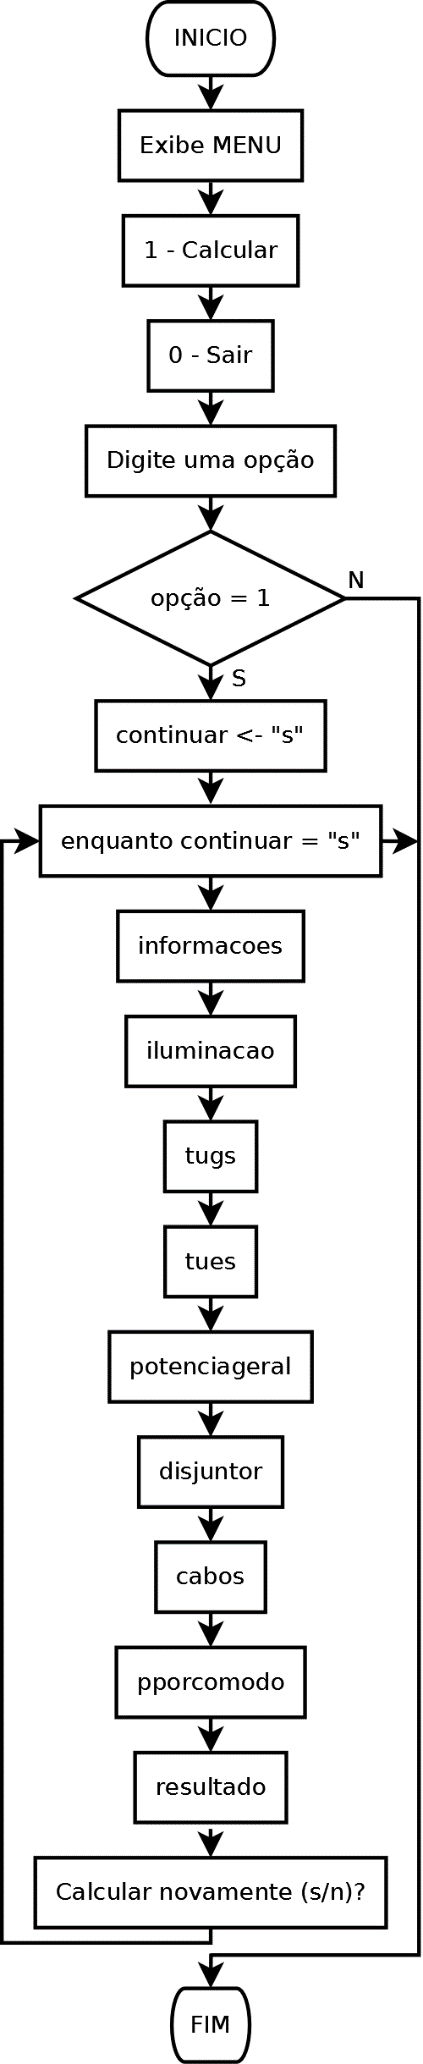 INICIO
Exibe MENU
1 - Calcular
0 - Sair
Digite uma opção
opção = 1
N
S
continuar <- "s"
enquanto continuar = "s"
informacoes
iluminacao
tugs
tues
potenciageral
disjuntor
cabos
pporcomodo
resultado
Calcular novamente (s/n)?
FIM